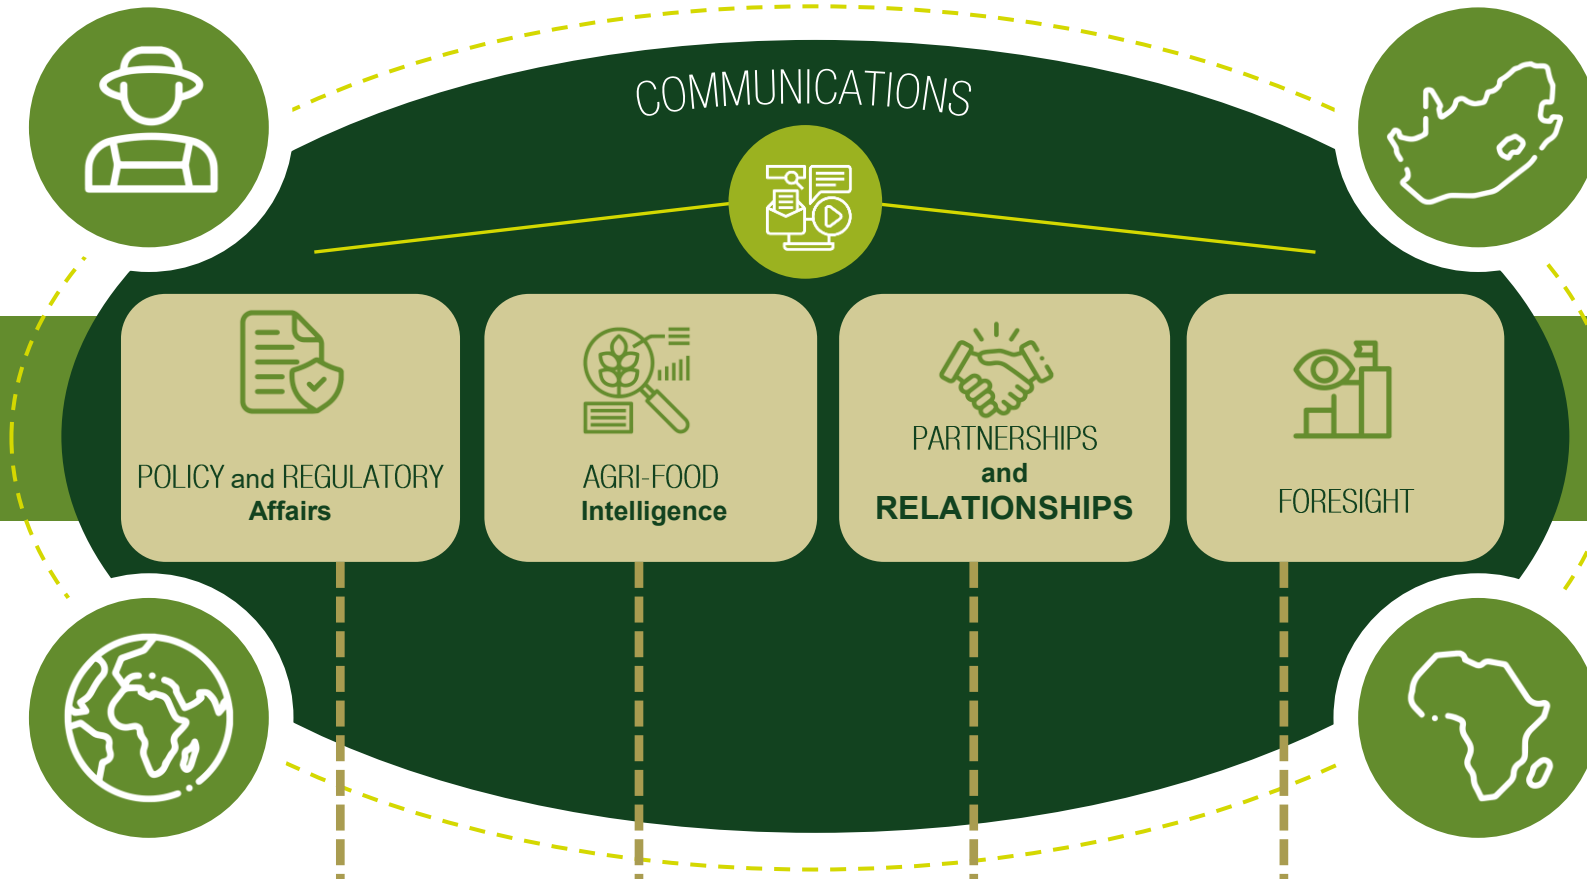 COMMUNICATIONS
POLICY and REGULATORY
Affairs
AGRI-FOOD
Intelligence
PARTNERSHIPS
and
RELATIONSHIPS
FORESIGHT